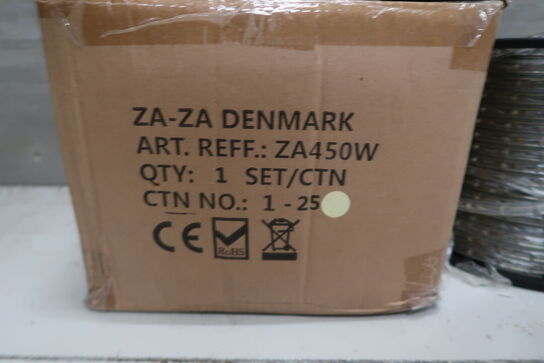 ZA-ZA DENMARK
ART. REFF.: ZA450W
QTY: 1 SET/CTN
CTN NO.: 1 - 25
CE RoHS